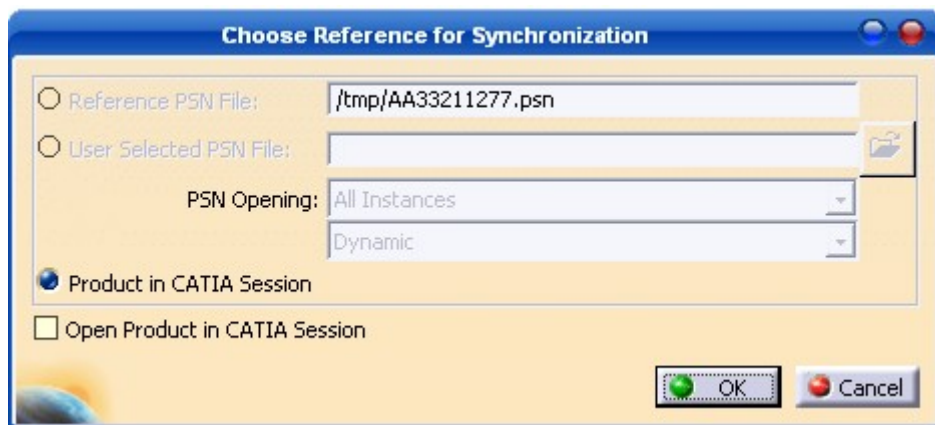 Choose Reference for Synchronization
Reference PSN File: /tmp/AA33211277.psn
User Selected PSN File:
PSN Opening: All Instances
Dynamic
Product in CATIA Session
Open Product in CATIA Session
OK Cancel